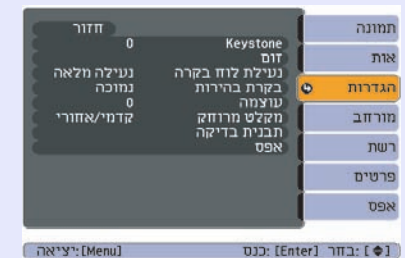 תמונה
אות
הגדרות
מורחב
רשת
פרטים
אפס
חזור
Keystone 0
זום
נעילת לוח בקרה נעילה מלאה
בקרת בהירות נמוכה
עוצמה 0
מקלט מרוחק קדמי/אחורי
תבנית בדיקה
אפס
[♦]: בחר [Enter]: כנס [Menu]:יציאה